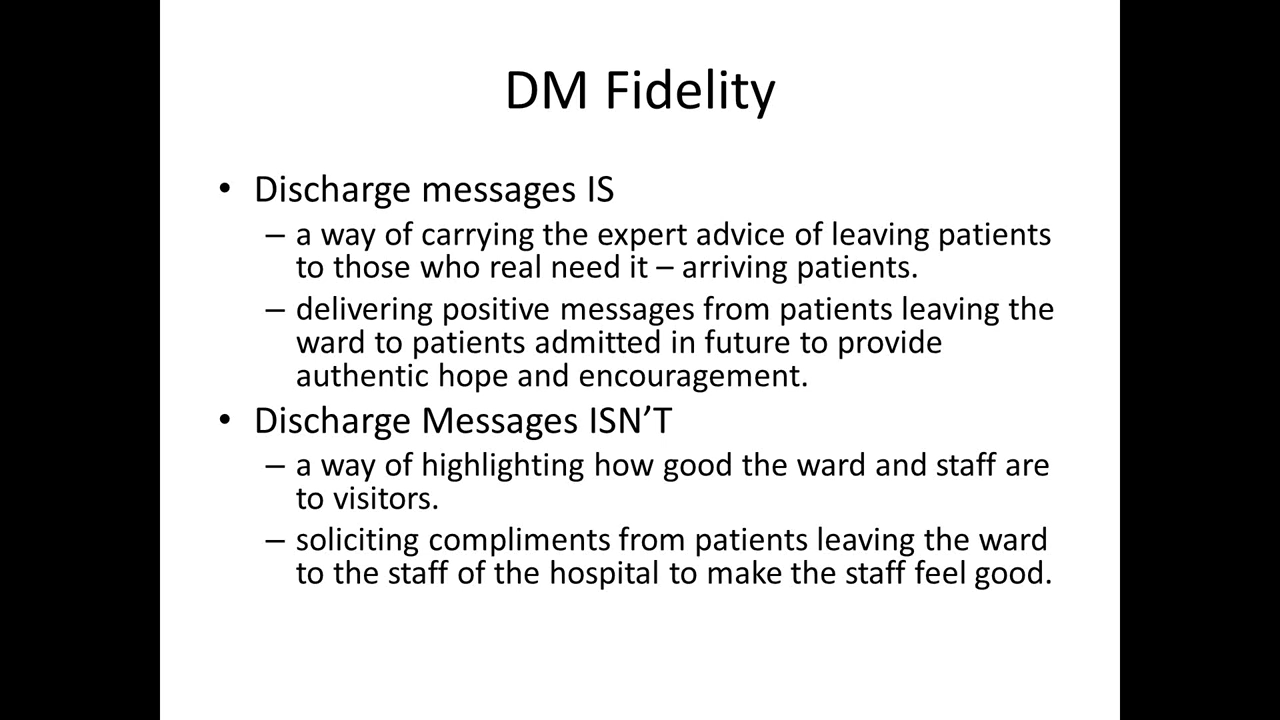 DM Fidelity
• Discharge messages IS
– a way of carrying the expert advice of leaving patients
to those who real need it – arriving patients.
– delivering positive messages from patients leaving the
ward to patients admitted in future to provide
authentic hope and encouragement.
• Discharge Messages ISN’T
– a way of highlighting how good the ward and staff are
to visitors.
– soliciting compliments from patients leaving the ward
to the staff of the hospital to make the staff feel good.